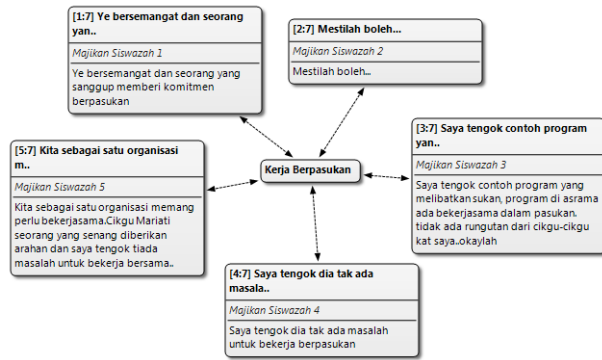 [1:7] Ye bersemangat dan seorang
yan..
Majikan Siswazah 1
Ye bersemangat dan seorang yang
sanggup memberi komitmen
berpasukan
[2:7] Mestilah boleh...
Majikan Siswazah 2
Mestilah boleh...
[3:7] Saya tengok contoh program
yan..
Majikan Siswazah 3
Saya tengok contoh program yang
melibatkan sukan, program di asrama
ada bekerjasama dalam pasukan.
tidak ada rungutan dari cikgu-cikgu
kat saya..okaylah
[5:7] Kita sebagai satu organisasi
m..
Majikan Siswazah 5
Kita sebagai satu organisasi memang
perlu bekerjasama.Cikgu Mariati
seorang yang senang diberikan
arahan dan saya tengok tiada
masalah untuk bekerja bersama..
Kerja Berpasukan
[4:7] Saya tengok dia tak ada
masala..
Majikan Siswazah 4
Saya tengok dia tak ada masalah
untuk bekerja berpasukan